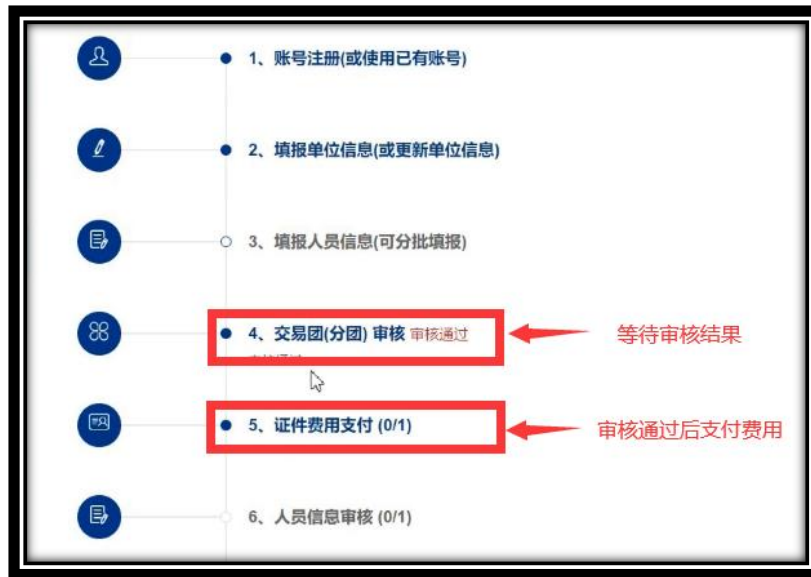 1、账号注册(或使用已有账号)
2、填报单位信息(或更新单位信息)
3、填报人员信息(可分批填报)
4、交易团(分团) 审核 审核通过
等待审核结果
5、证件费用支付 (0/1)
审核通过后支付费用
6、人员信息审核 (0/1)